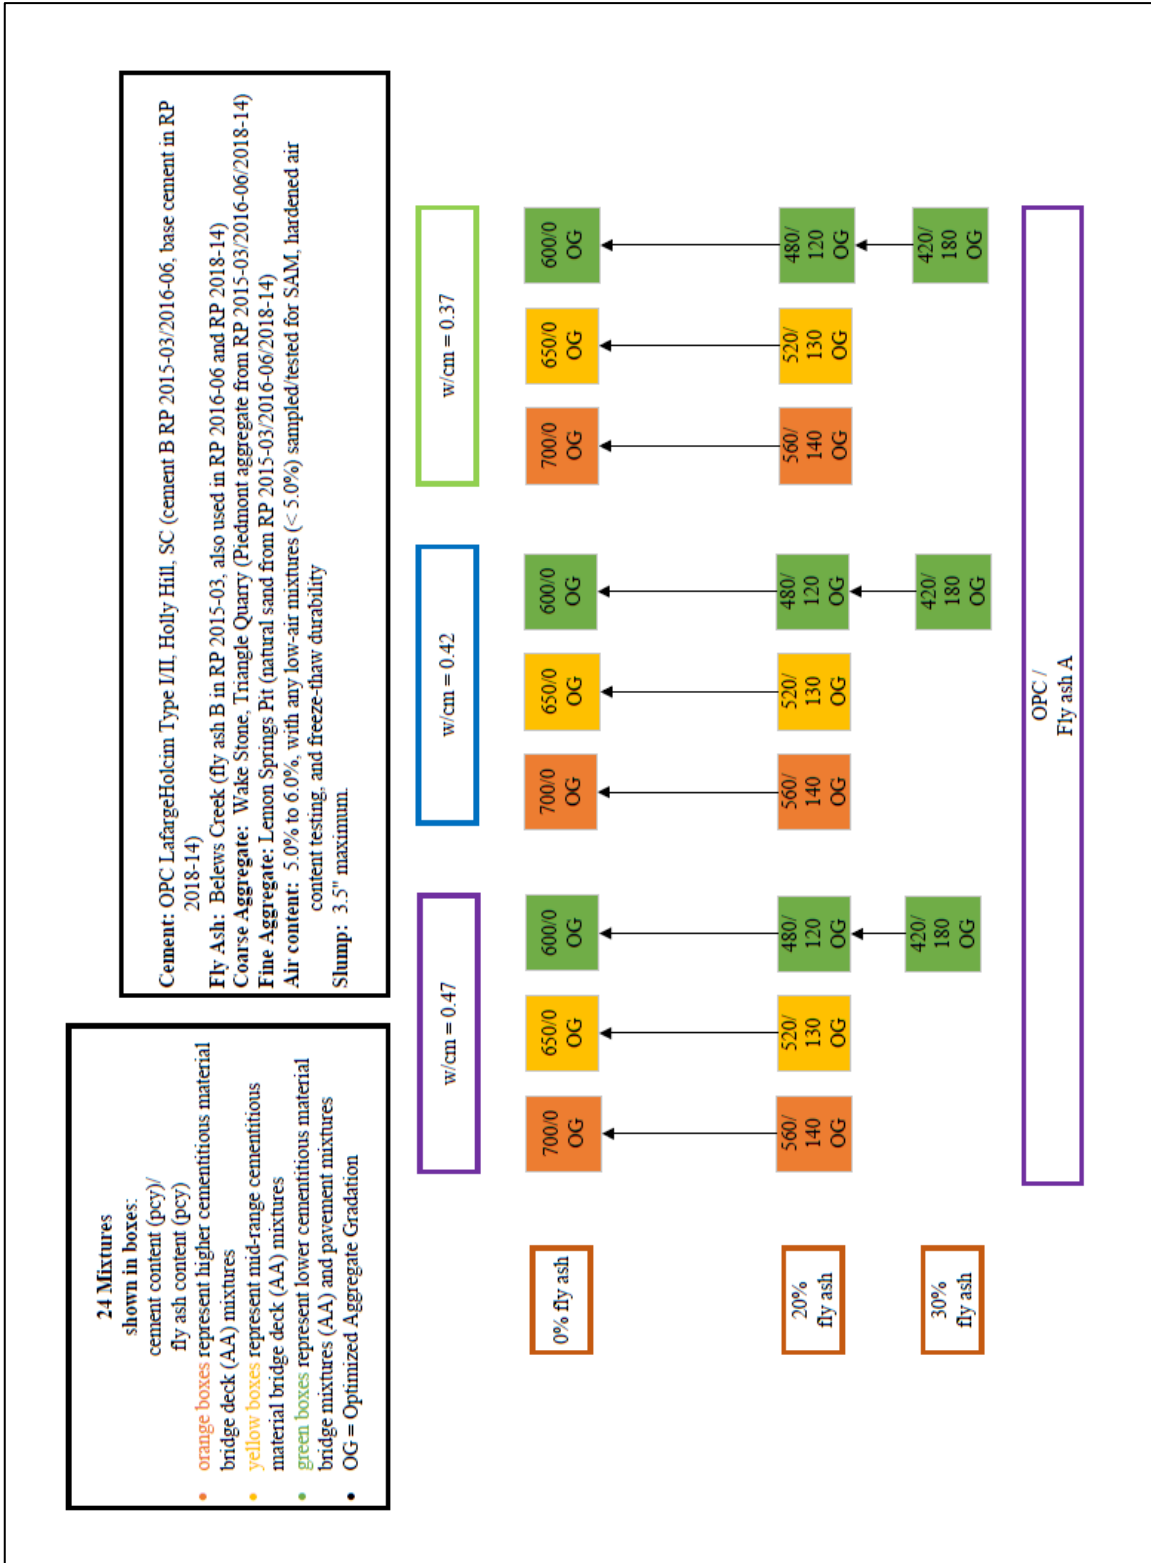 24 Mixtures
shown in boxes:
cement content (pcy)/
fly ash content (pcy)
• orange boxes represent higher cementitious material
bridge deck (AA) mixtures
• yellow boxes represent mid-range cementitious
material bridge deck (AA) mixtures
• green boxes represent lower cementitious material
bridge mixtures (AA) and pavement mixtures
• OG = Optimized Aggregate Gradation
Cement: OPC LafargeHolcim Type I/II, Holly Hill, SC (cement B RP 2015-03/2016-06, base cement in RP
2018-14)
Fly Ash: Belews Creek (fly ash B in RP 2015-03, also used in RP 2016-06 and RP 2018-14)
Coarse Aggregate: Wake Stone, Triangle Quarry (Piedmont aggregate from RP 2015-03/2016-06/2018-14)
Fine Aggregate: Lemon Springs Pit (natural sand from RP 2015-03/2016-06/2018-14)
Air content: 5.0% to 6.0%, with any low-air mixtures (< 5.0%) sampled/tested for SAM, hardened air
content testing, and freeze-thaw durability
Slump: 3.5" maximum.
w/cm = 0.47
w/cm = 0.42
w/cm = 0.37
0% fly ash
700/0
OG
650/0
OG
600/0
OG
700/0
OG
650/0
OG
600/0
OG
700/0
OG
650/0
OG
600/0
OG
20%
fly ash
560/
140
OG
520/
130
OG
480/
120
OG
560/
140
OG
520/
130
OG
480/
120
OG
560/
140
OG
520/
130
OG
480/
120
OG
30%
fly ash
420/
180
OG
420/
180
OG
420/
180
OG
OPC /
Fly ash A